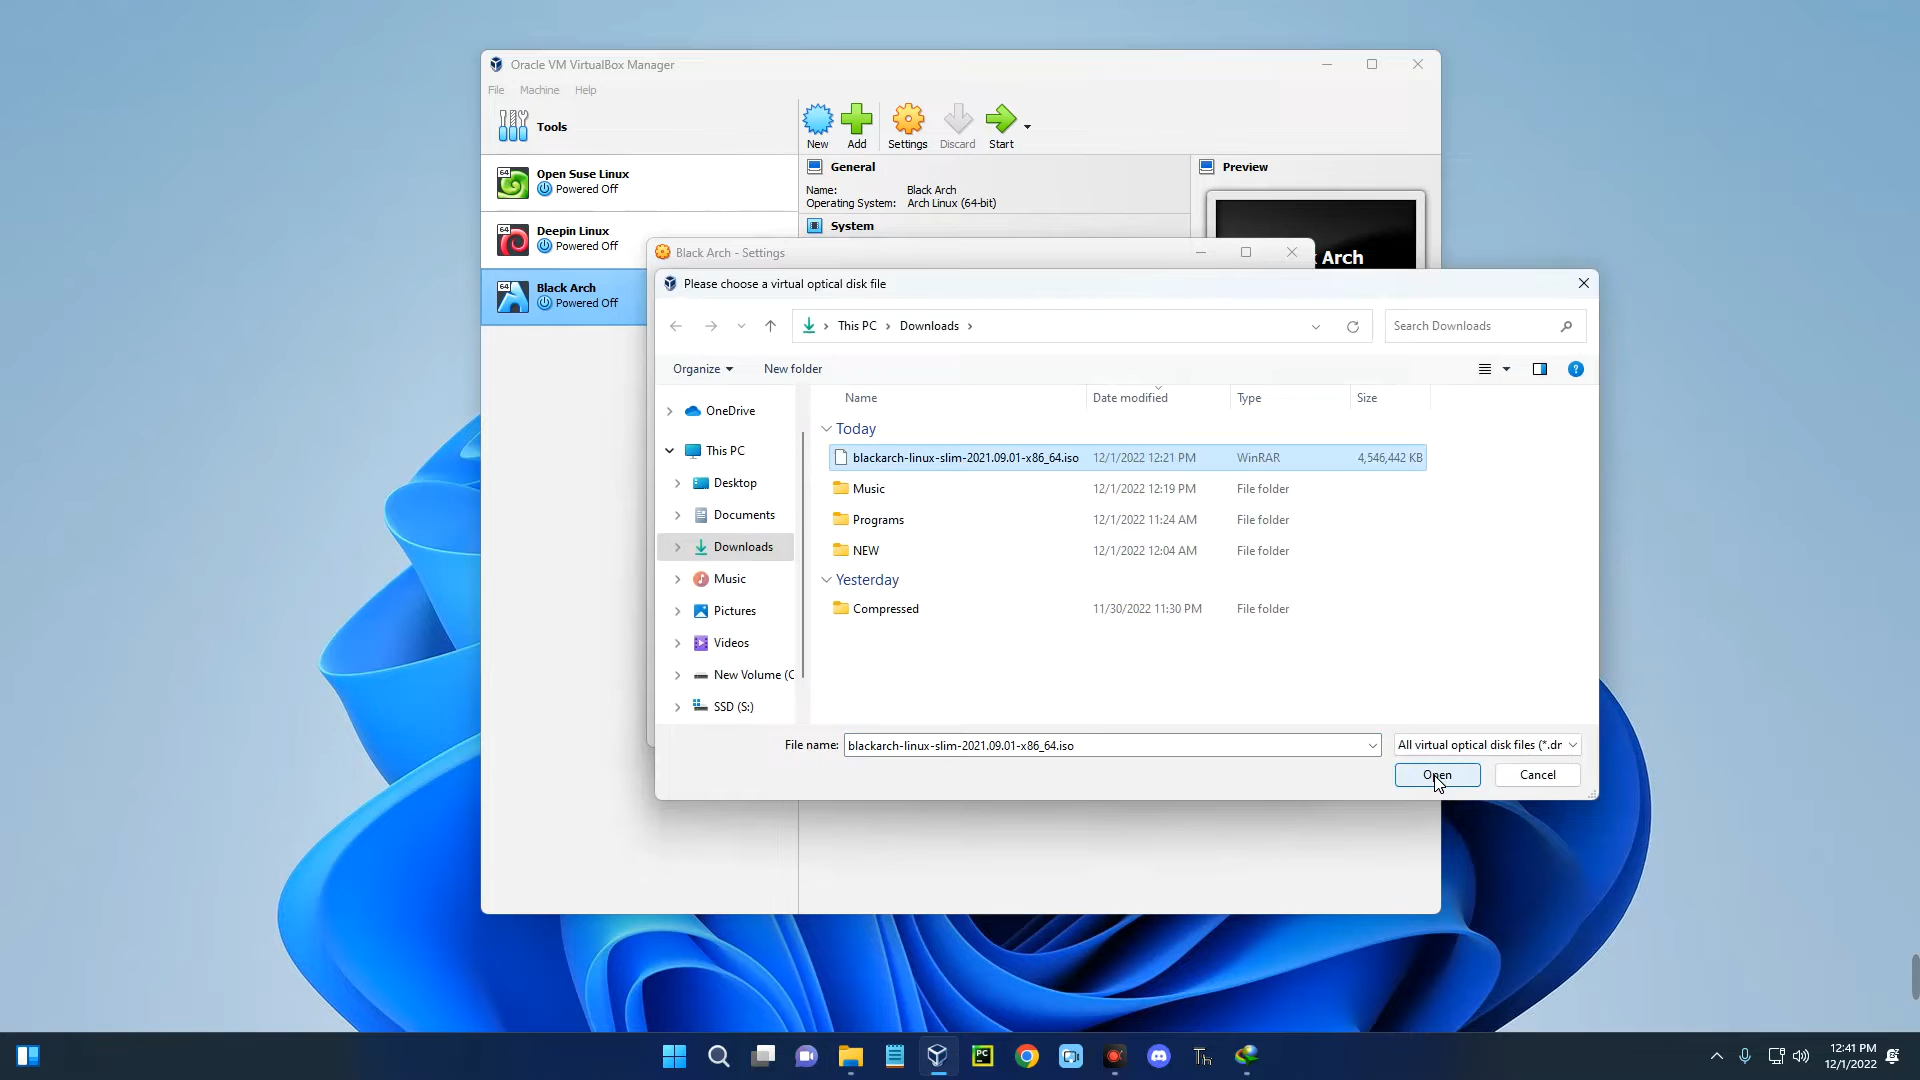 Oracle VM VirtualBox Manager
File Machine Help
Tools
New Add Settings Discard Start
64 Open Suse Linux
Powered Off
64 Deepin Linux
Powered Off
64 Black Arch
Powered Off
General
Name: Black Arch
Operating System: Arch Linux (64-bit)
System
Preview
Arch
Black Arch - Settings
Please choose a virtual optical disk file
This PC Downloads
Search Downloads
Organize New folder
Name Date modified Type Size
OneDrive
This PC
Desktop
Documents
Downloads
Music
Pictures
Videos
New Volume (C
SSD (S:)
Today
blackarch-linux-slim-2021.09.01-x86_64.iso 12/1/2022 12:21 PM WinRAR 4,546,442 KB
Music 12/1/2022 12:19 PM File folder
Programs 12/1/2022 11:24 AM File folder
NEW 12/1/2022 12:04 AM File folder
Yesterday
Compressed 11/30/2022 11:30 PM File folder
File name: blackarch-linux-slim-2021.09.01-x86_64.iso All virtual optical disk files (*.dr
Open Cancel
PC Th
12:41 PM
12/1/2022